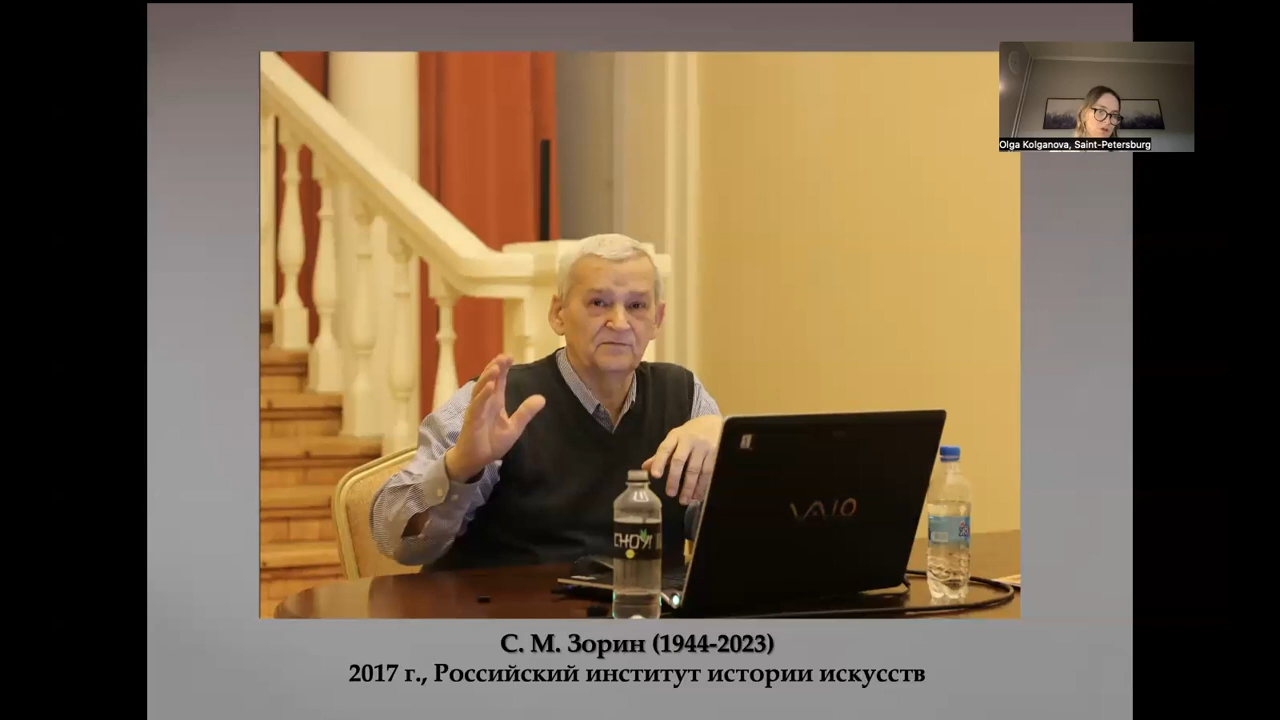 Olga Kolganova, Saint-Petersburg
VAIO
С. М. Зорин (1944-2023)
2017 г., Российский институт истории искусств